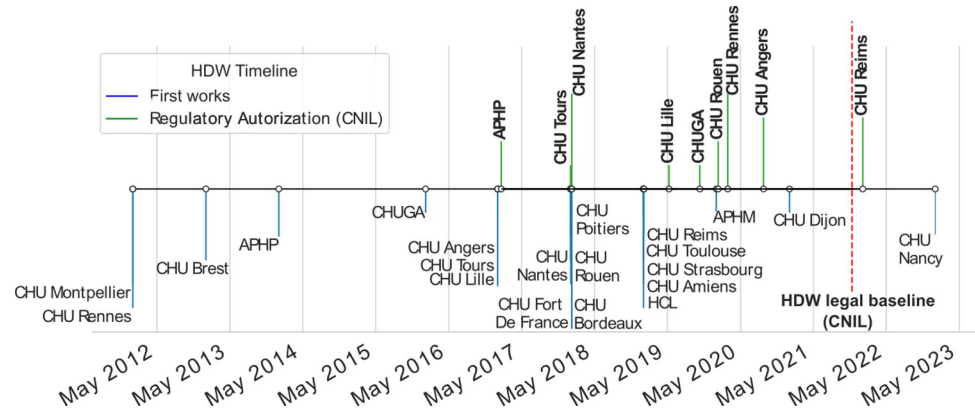 HDW Timeline
First works
Regulatory Autorization (CNIL)
APHP
CHU Tours
CHU Nantes
CHU Lille
CHUGA
CHU Rouen
CHU Rennes
CHU Angers
CHU Reims
CHU Montpellier
CHU Rennes
CHU Brest
APHP
CHUGA
CHU Angers
CHU Tours
CHU Lille
CHU
Poitiers
CHU
Nantes
CHU
Rouen
CHU Fort
De France
CHU
Bordeaux
CHU Reims
CHU Toulouse
CHU Strasbourg
CHU Amiens
HCL
APHM
CHU Dijon
CHU
Nancy
HDW legal baseline
(CNIL)
May 2012
May 2013
May 2014
May 2015
May 2016
May 2017
May 2018
May 2019
May 2020
May 2021
May 2022
May 2023